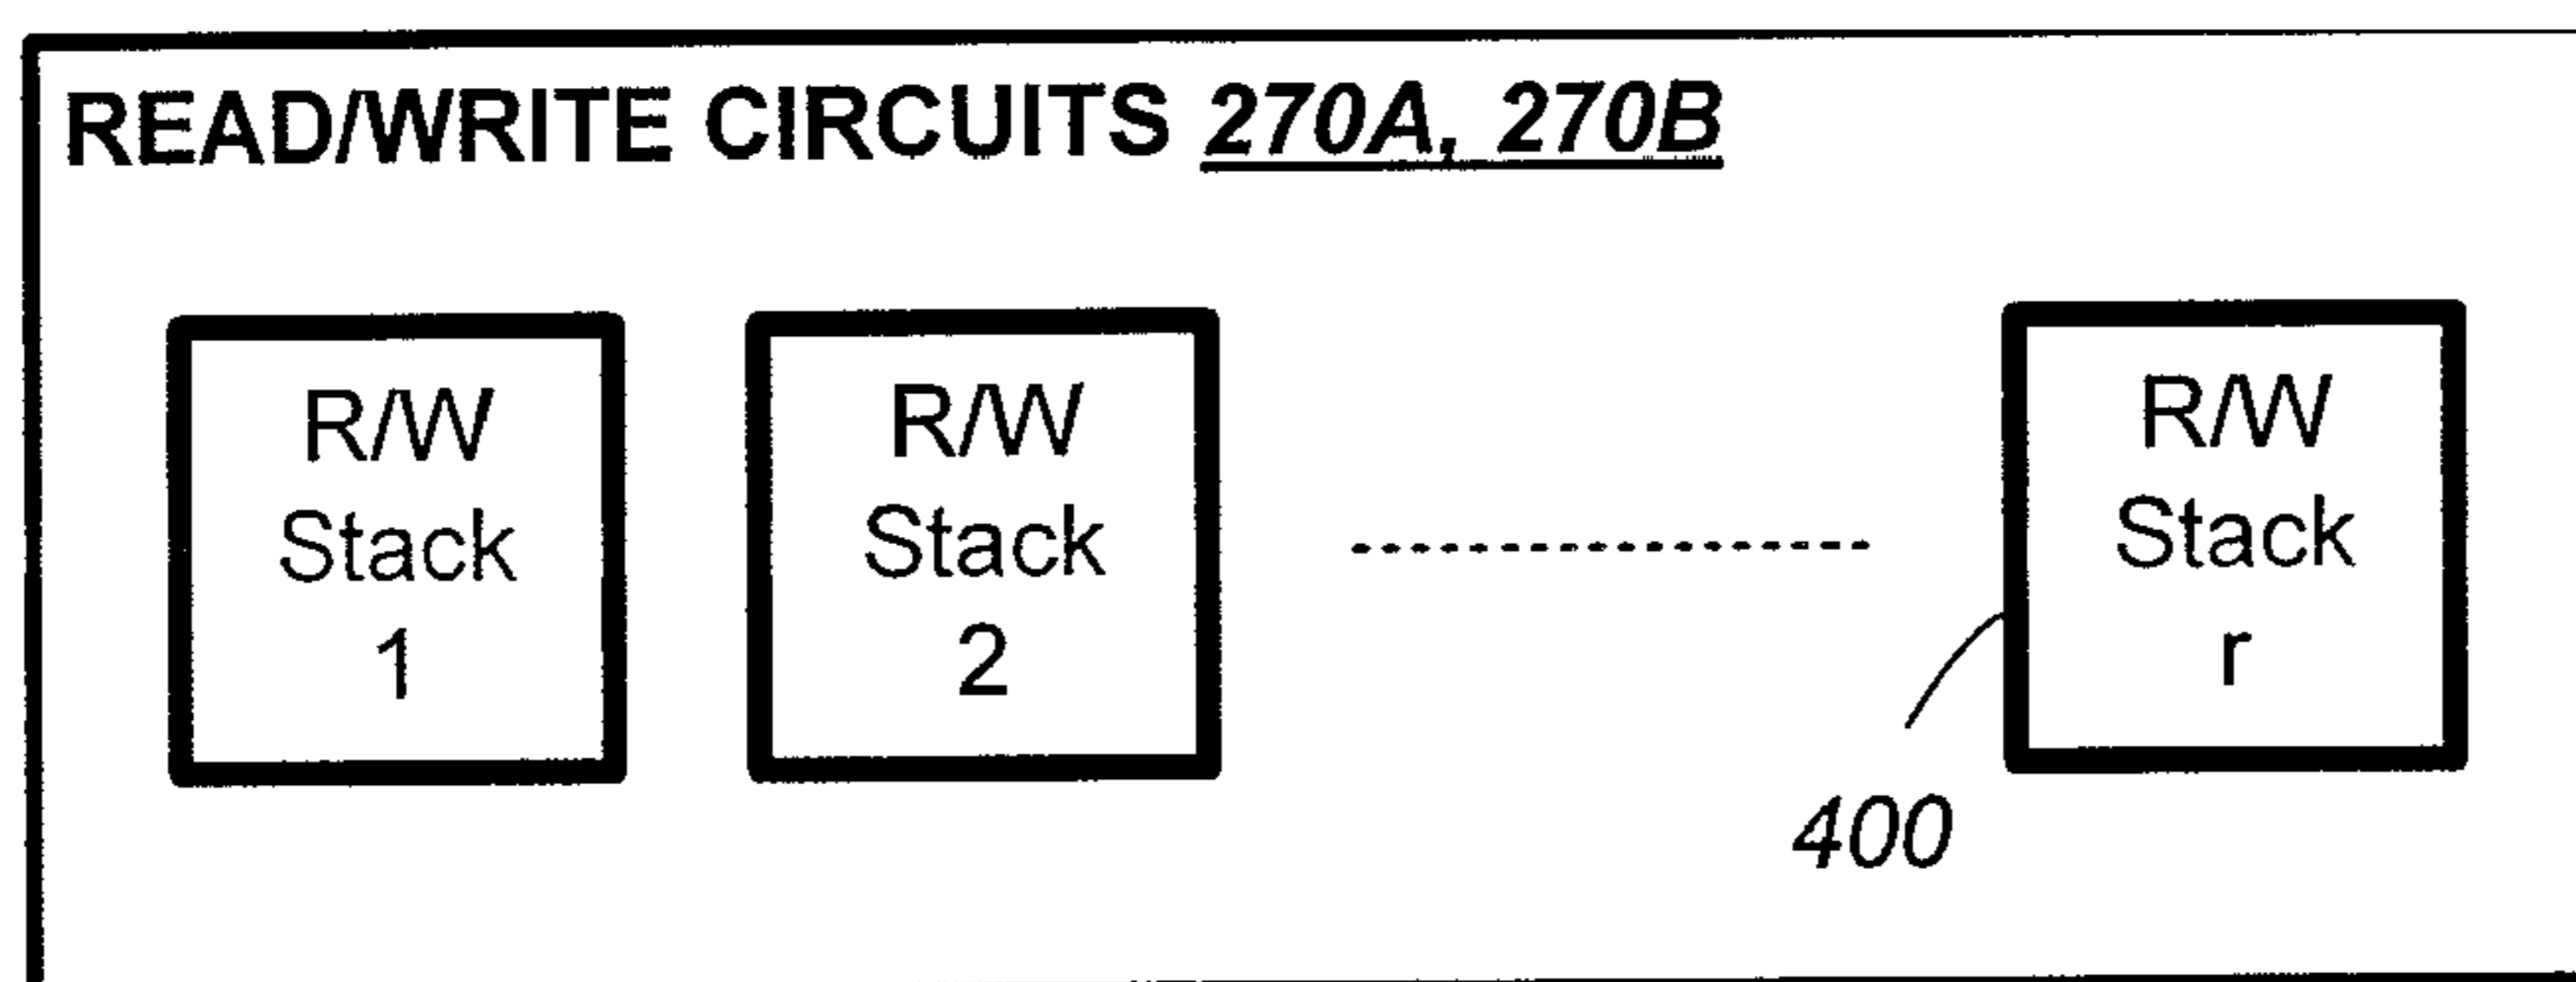 READ/WRITE CIRCUITS 270A, 270B
R/W
Stack
1
R/W
Stack
2
R/W
Stack
r
400